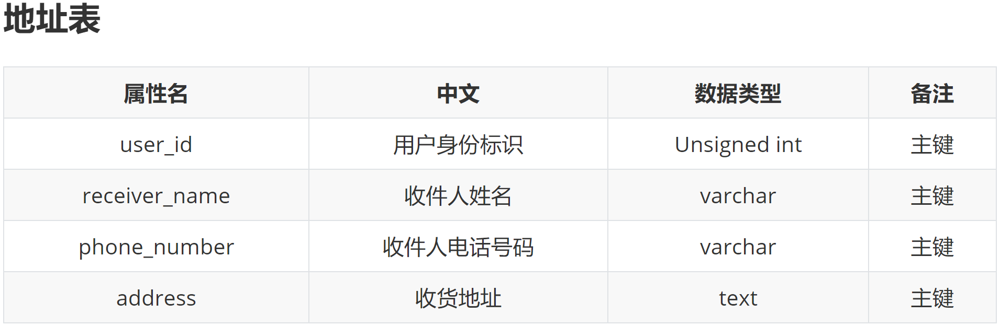 地址表
属性名 中文 数据类型 备注
user_id 用户身份标识 Unsigned int 主键
receiver_name 收件人姓名 varchar 主键
phone_number 收件人电话号码 varchar 主键
address 收货地址 text 主键